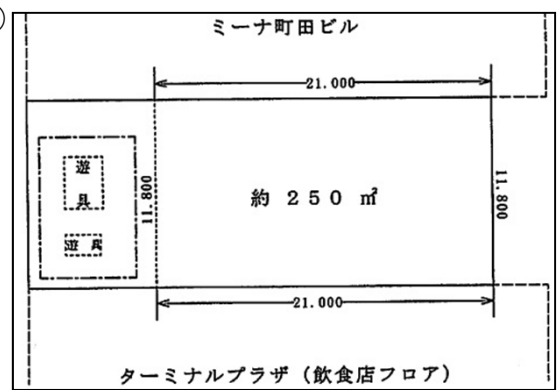 ミーナ町田ビル
21.000
遊
具
11.800
約 250 ㎡
11.800
遊 具
21.000
ターミナルプラザ (飲食店フロア)